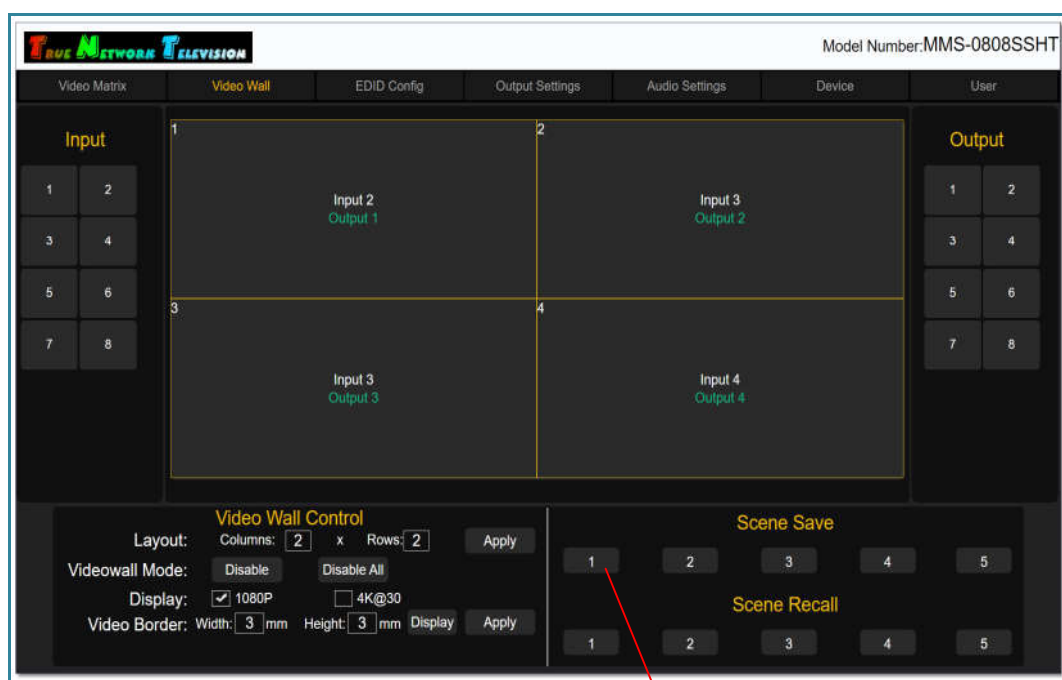 True Network Television
Model Number:MMS-0808SSHT
Video Matrix Video Wall EDID Config Output Settings Audio Settings Device User
Input
1 2
3 4
5 6
7 8
1
Input 2
Output 1
2
Input 3
Output 2
3
Input 3
Output 3
4
Input 4
Output 4
Output
1 2
3 4
5 6
7 8
Video Wall Control
Layout: Columns: 2 x Rows: 2 Apply
Videowall Mode: Disable Disable All
Display: 1080P 4K@30
Video Border: Width: 3 mm Height: 3 mm Display Apply
Scene Save
1 2 3 4 5
Scene Recall
1 2 3 4 5